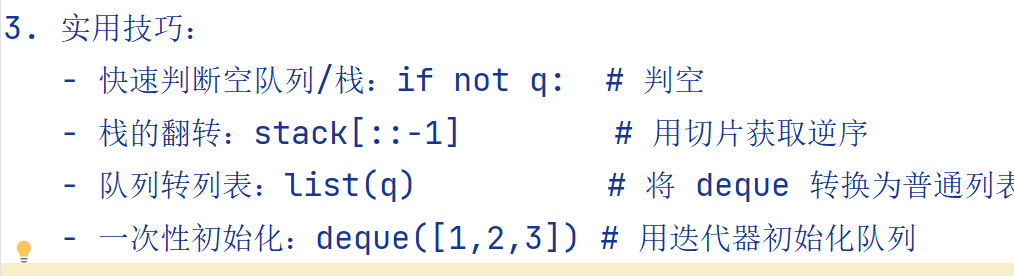 3. 实用技巧：
- 快速判断空队列/栈：if not q:  # 判空
- 栈的翻转：stack[::-1]        # 用切片获取逆序
- 队列转列表：list(q)          # 将 deque 转换为普通列表
- 一次性初始化：deque([1,2,3]) # 用迭代器初始化队列